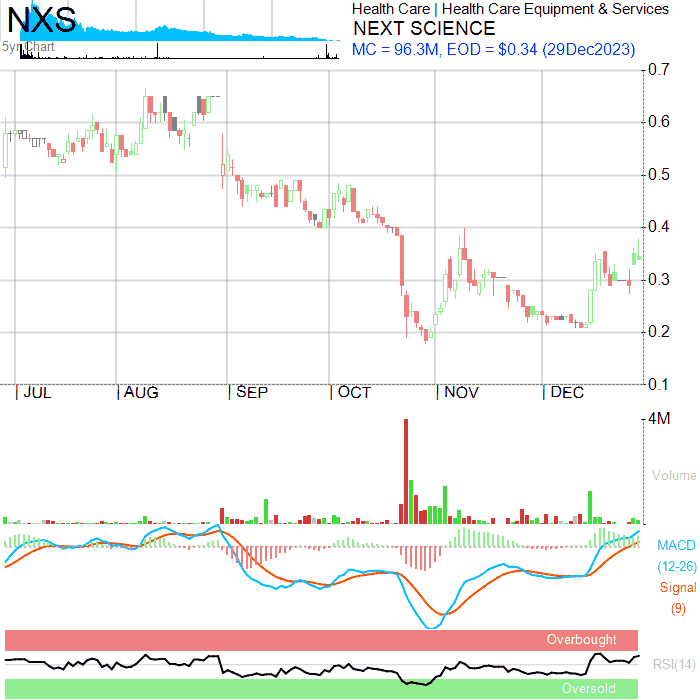 NXS
Health Care | Health Care Equipment & Services
NEXT SCIENCE
5yr Chart
MC = 96.3M, EOD = $0.34 (29Dec2023)
0.7
0.6
0.5
0.4
0.3
0.2
0.1
| JUL | AUG | SEP | OCT | NOV | DEC
4M
Volume
MACD
(12-26)
Signal
(9)
Overbought
RSI(14)
Oversold